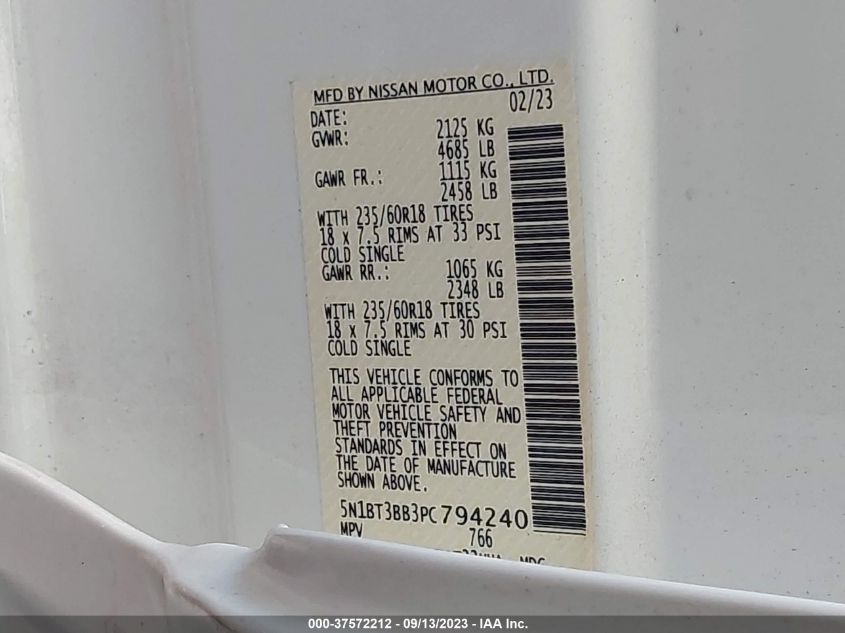 MFD BY NISSAN MOTOR CO., LTD.
DATE: 02/23
GVWR: 2125 KG
4685 LB
GAWR FR.: 1115 KG
2458 LB
WITH 235/60R18 TIRES
18 x 7.5 RIMS AT 33 PSI
COLD SINGLE
GAWR RR.: 1065 KG
2348 LB
WITH 235/60R18 TIRES
18 x 7.5 RIMS AT 30 PSI
COLD SINGLE
THIS VEHICLE CONFORMS TO
ALL APPLICABLE FEDERAL
MOTOR VEHICLE SAFETY AND
THEFT PREVENTION
STANDARDS IN EFFECT ON
THE DATE OF MANUFACTURE
SHOWN ABOVE.
5N1BT3BB3PC794240
MPV 766
000-37572212 - 09/13/2023 - IAA Inc.